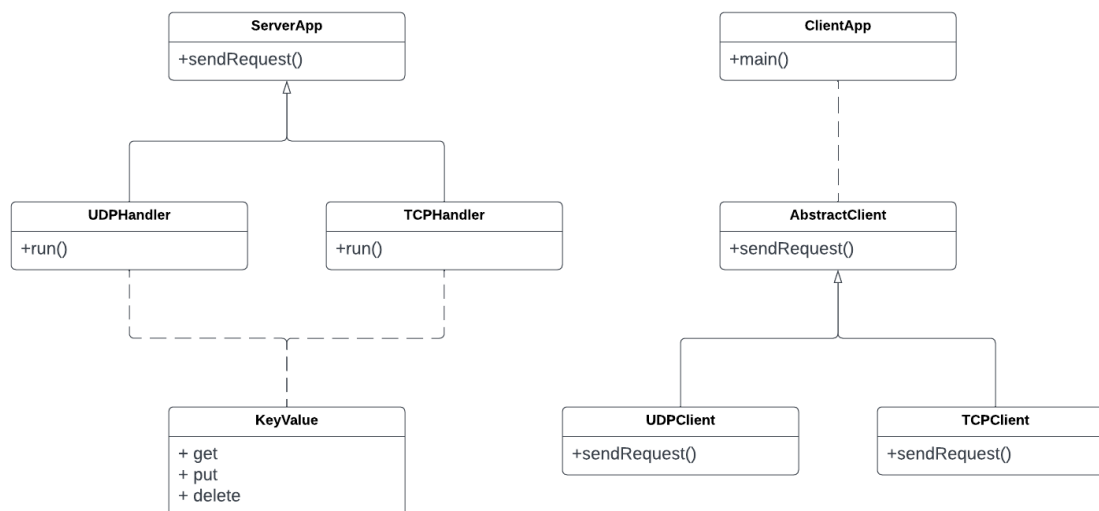 ServerApp
+sendRequest()
ClientApp
+main()
UDPHandler
+run()
TCPHandler
+run()
AbstractClient
+sendRequest()
KeyValue
+ get
+ put
+ delete
UDPClient
+sendRequest()
TCPClient
+sendRequest()